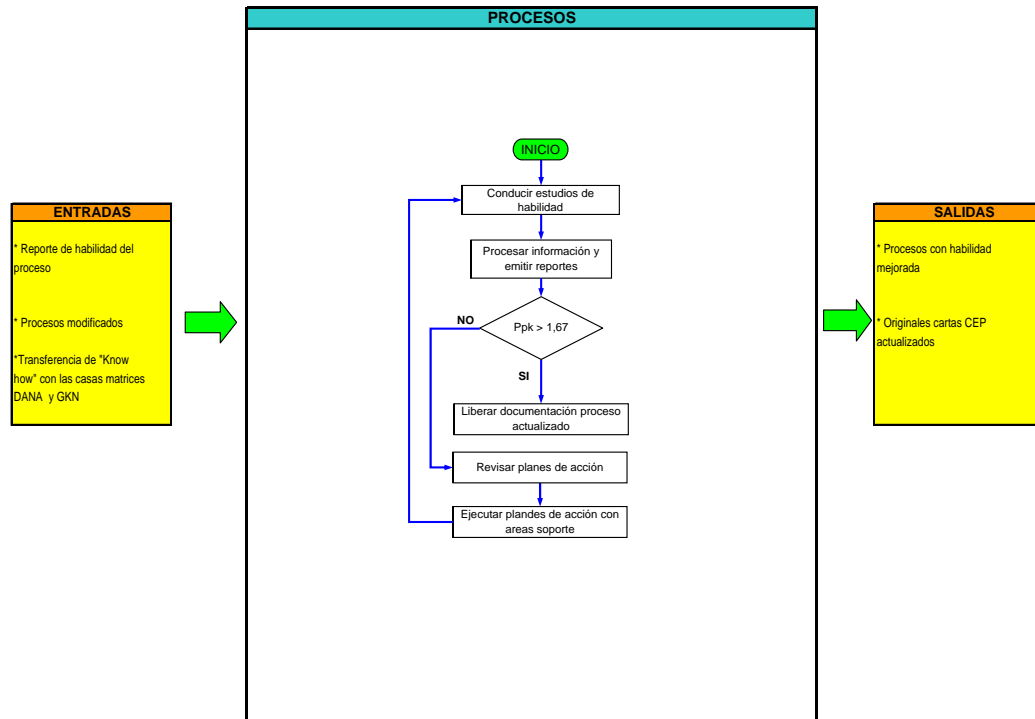 PROCESOS
INICIO
Conducir estudios de
habilidad
Procesar información y
emitir reportes
NO
Ppk > 1,67
SI
Liberar documentación proceso
actualizado
Revisar planes de acción
Ejecutar plandes de acción con
areas soporte
ENTRADAS
* Reporte de habilidad del
proceso
* Procesos modificados
*Transferencia de "Know
how" con las casas matrices
DANA y GKN
SALIDAS
* Procesos con habilidad
mejorada
* Originales cartas CEP
actualizados